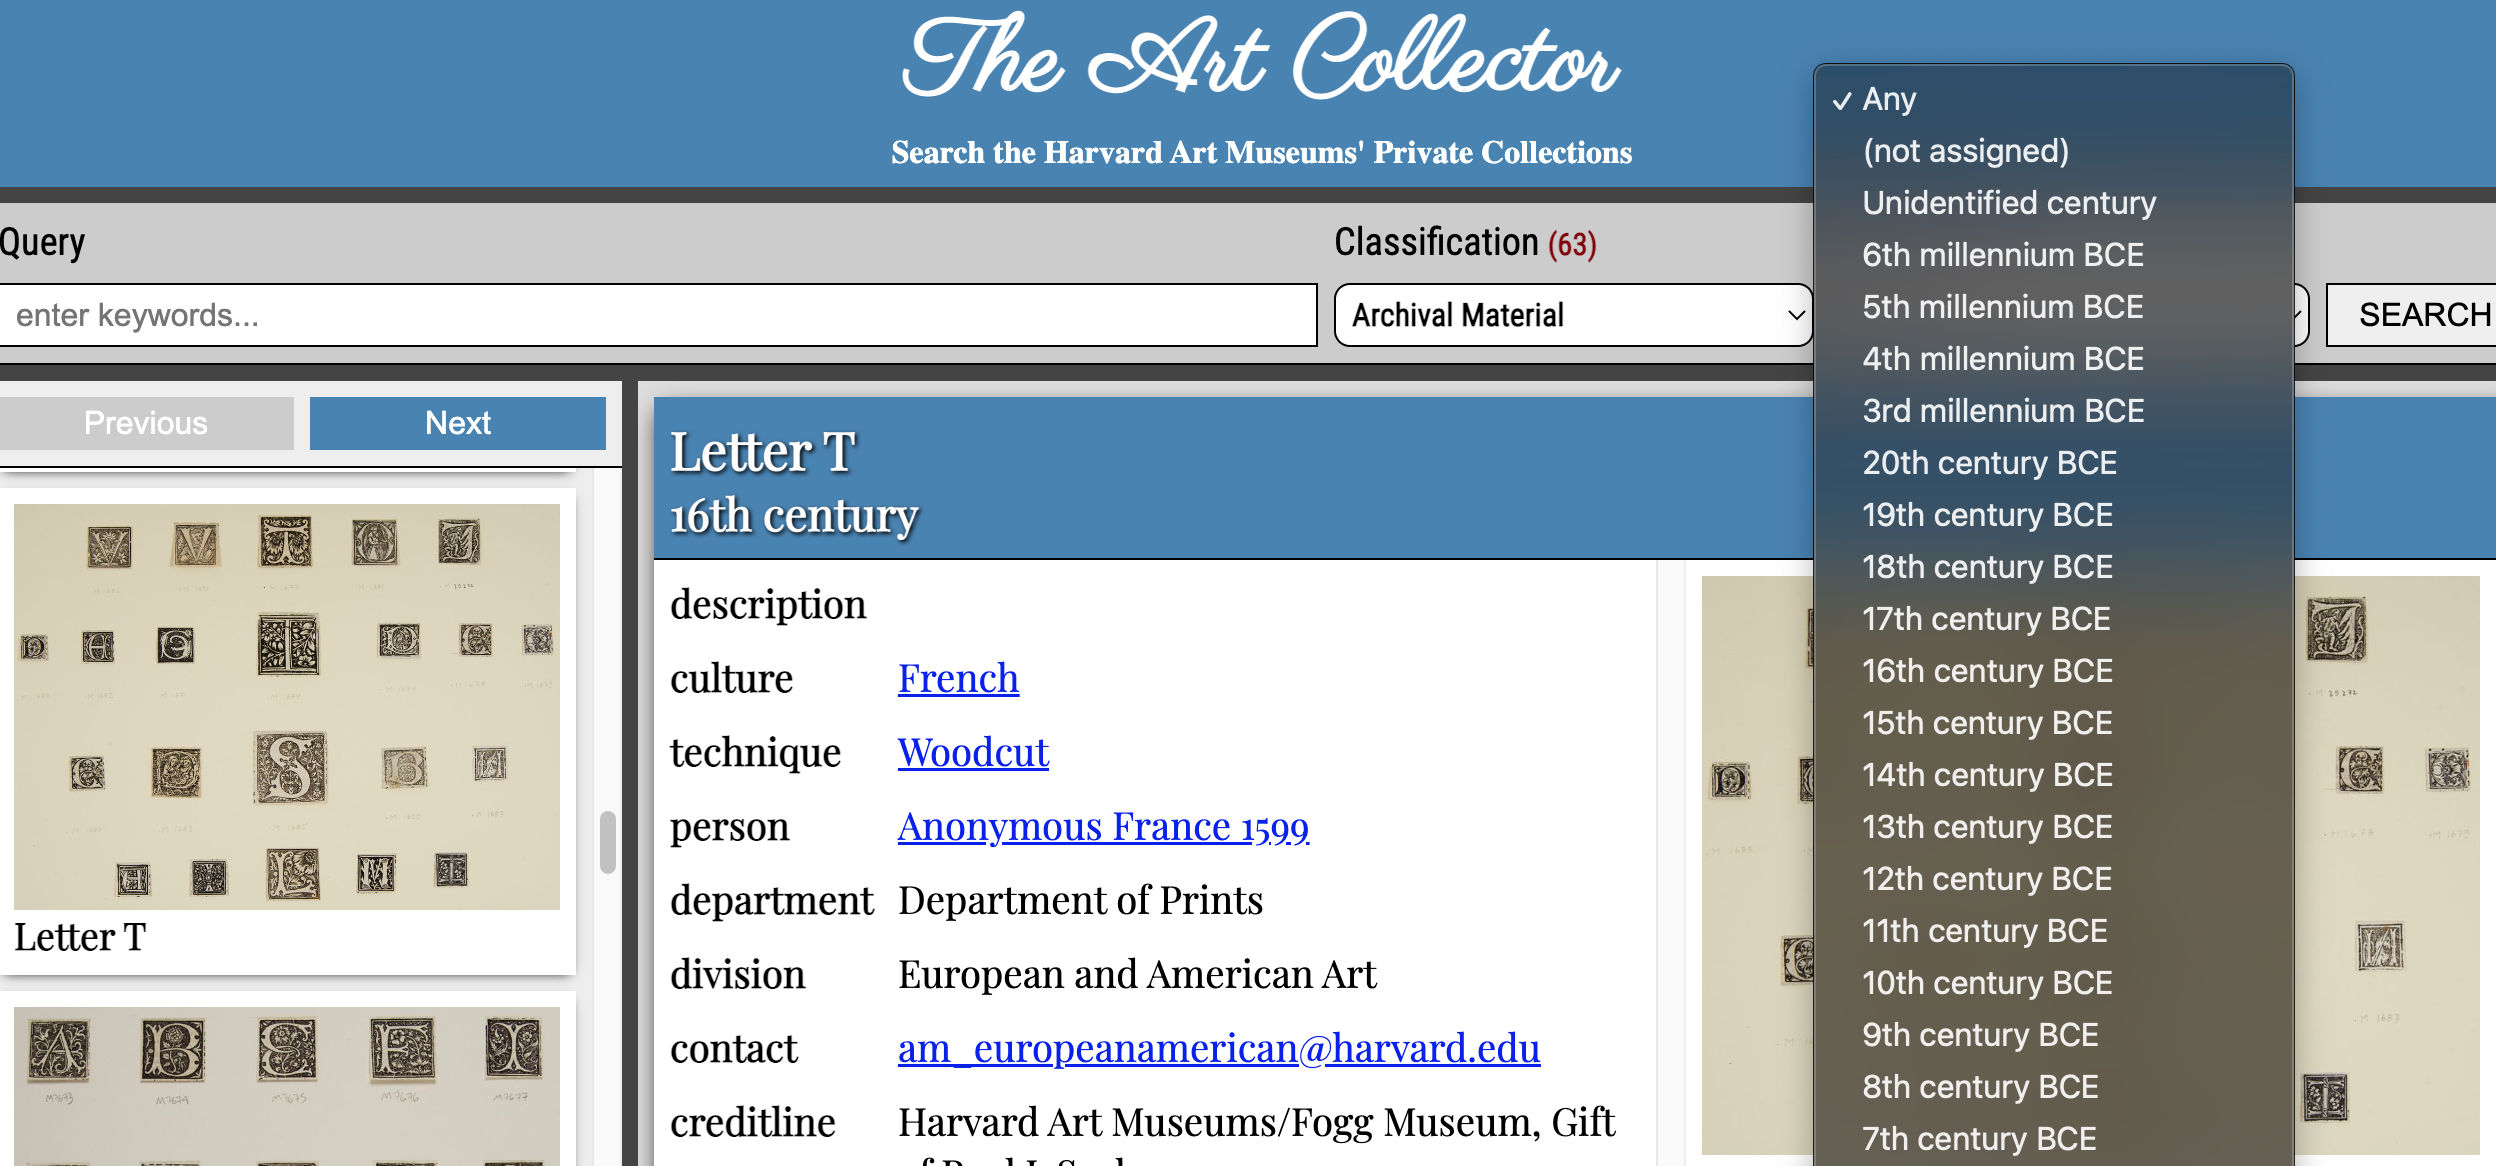 The Art Collector
Search the Harvard Art Museums' Private Collections
Query
enter keywords...
Classification (63)
Archival Material
SEARCH
✓ Any
(not assigned)
Unidentified century
6th millennium BCE
5th millennium BCE
4th millennium BCE
3rd millennium BCE
20th century BCE
19th century BCE
18th century BCE
17th century BCE
16th century BCE
15th century BCE
14th century BCE
13th century BCE
12th century BCE
11th century BCE
10th century BCE
9th century BCE
8th century BCE
7th century BCE
Previous
Next
V V T O J
T
S
L
Letter T
A B E F I
M7673 M7674 M7675 M7676 M7677
Letter T
16th century
description
culture French
technique Woodcut
person Anonymous France 1599
department Department of Prints
division European and American Art
contact am_europeanamerican@harvard.edu
creditline Harvard Art Museums/Fogg Museum, Gift